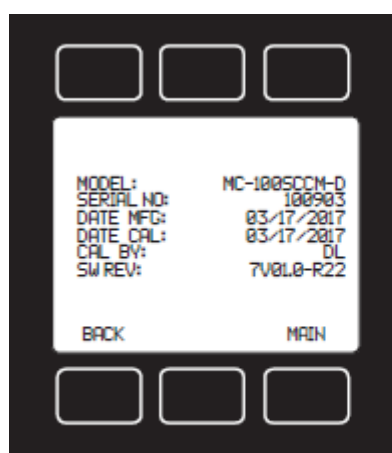 MODEL: MC-100SCCM-D
SERIAL NO: 100903
DATE MFG: 03/17/2017
DATE CAL: 03/17/2017
CAL BY: DL
SW REV: 7V01.0-R22
BACK MAIN